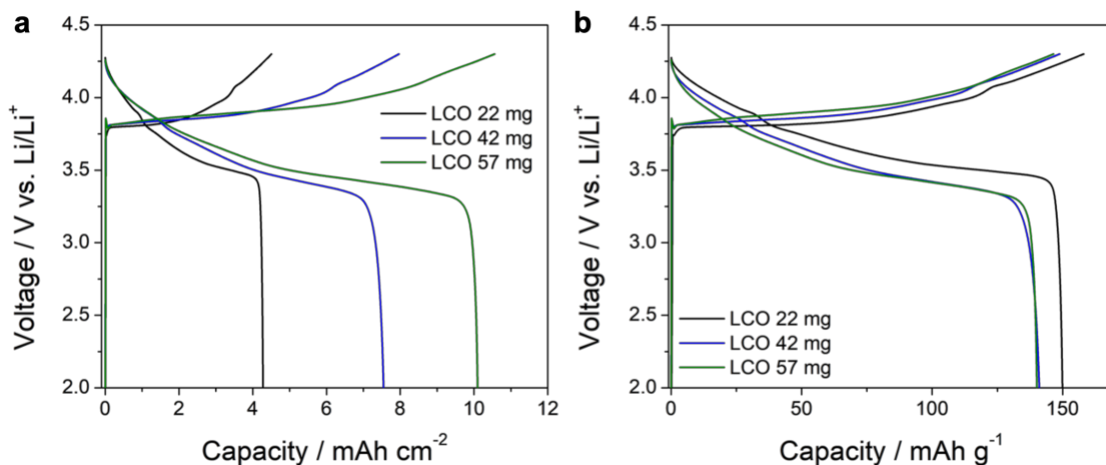 a
4.5
4.0
3.5
3.0
2.5
2.0
Voltage / V vs. Li/Li⁺
LCO 22 mg
LCO 42 mg
LCO 57 mg
0 2 4 6 8 10 12
Capacity / mAh cm⁻²
b
4.5
4.0
3.5
3.0
2.5
2.0
Voltage / V vs. Li/Li⁺
LCO 22 mg
LCO 42 mg
LCO 57 mg
0 50 100 150
Capacity / mAh g⁻¹